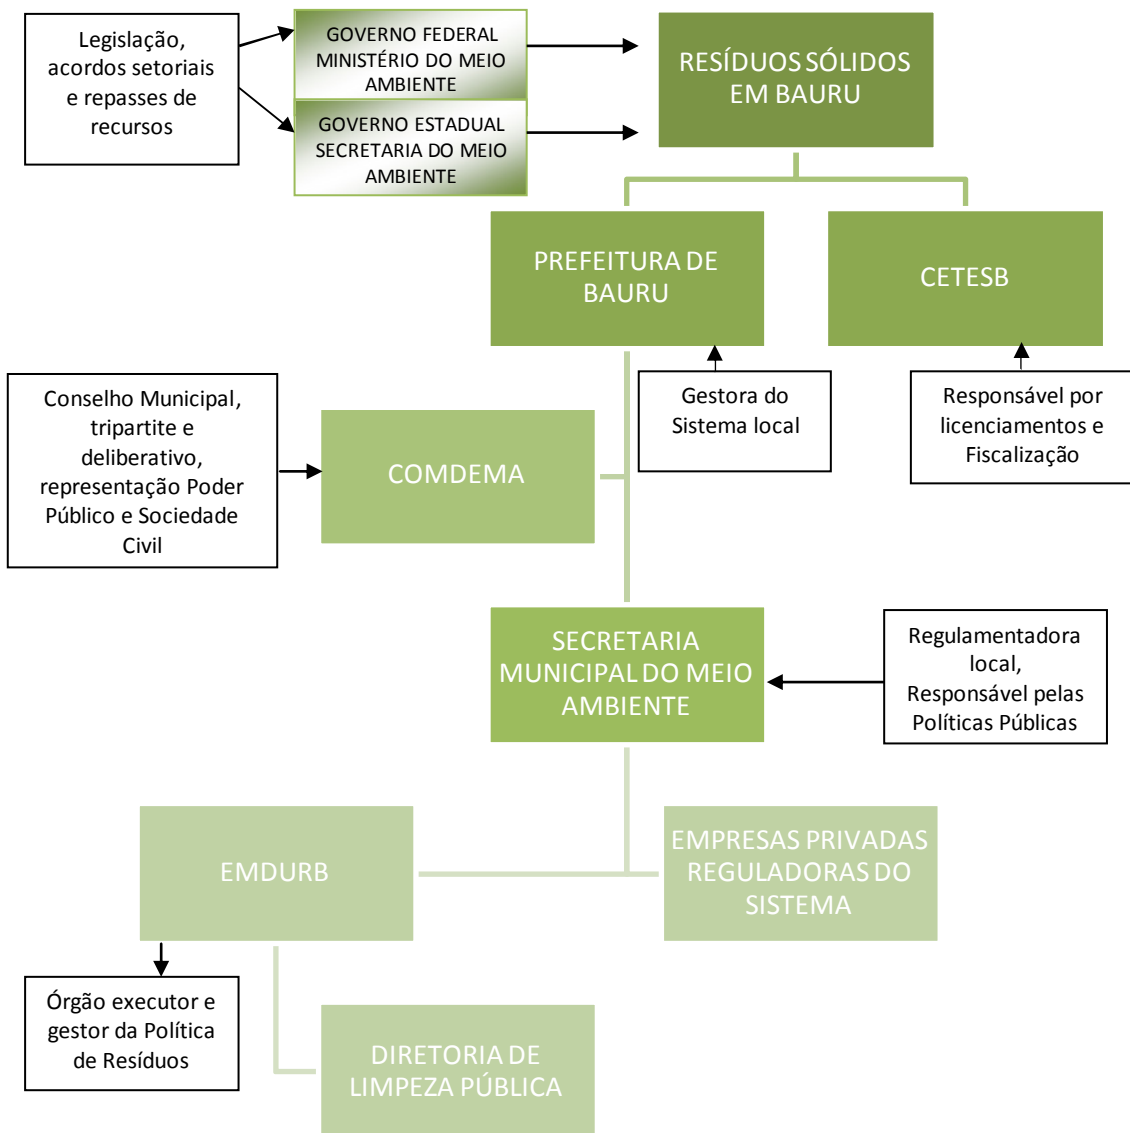 Legislação,
acordos setoriais
e repasses de
recursos
GOVERNO FEDERAL
MINISTÉRIO DO MEIO
AMBIENTE
GOVERNO ESTADUAL
SECRETARIA DO MEIO
AMBIENTE
RESÍDUOS SÓLIDOS
EM BAURU
PREFEITURA DE
BAURU
CETESB
Gestora do
Sistema local
Responsável por
licenciamentos e
Fiscalização
Conselho Municipal,
tripartite e
deliberativo,
representação Poder
Público e Sociedade
Civil
COMDEMA
SECRETARIA
MUNICIPAL DO MEIO
AMBIENTE
Regulamentadora
local,
Responsável pelas
Políticas Públicas
EMDURB
EMPRESAS PRIVADAS
REGULADORAS DO
SISTEMA
Órgão executor e
gestor da Política
de Resíduos
DIRETORIA DE
LIMPEZA PÚBLICA